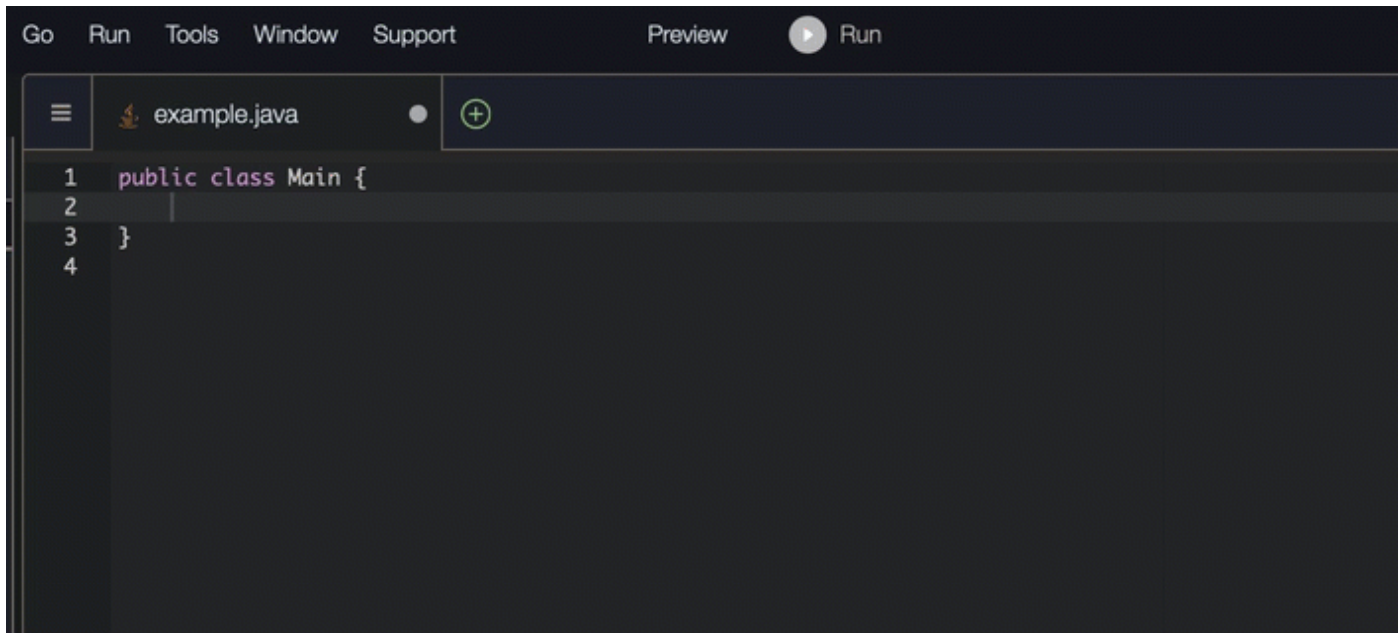 Go Run Tools Window Support Preview Run
example.java
1 public class Main {
2
3 }
4